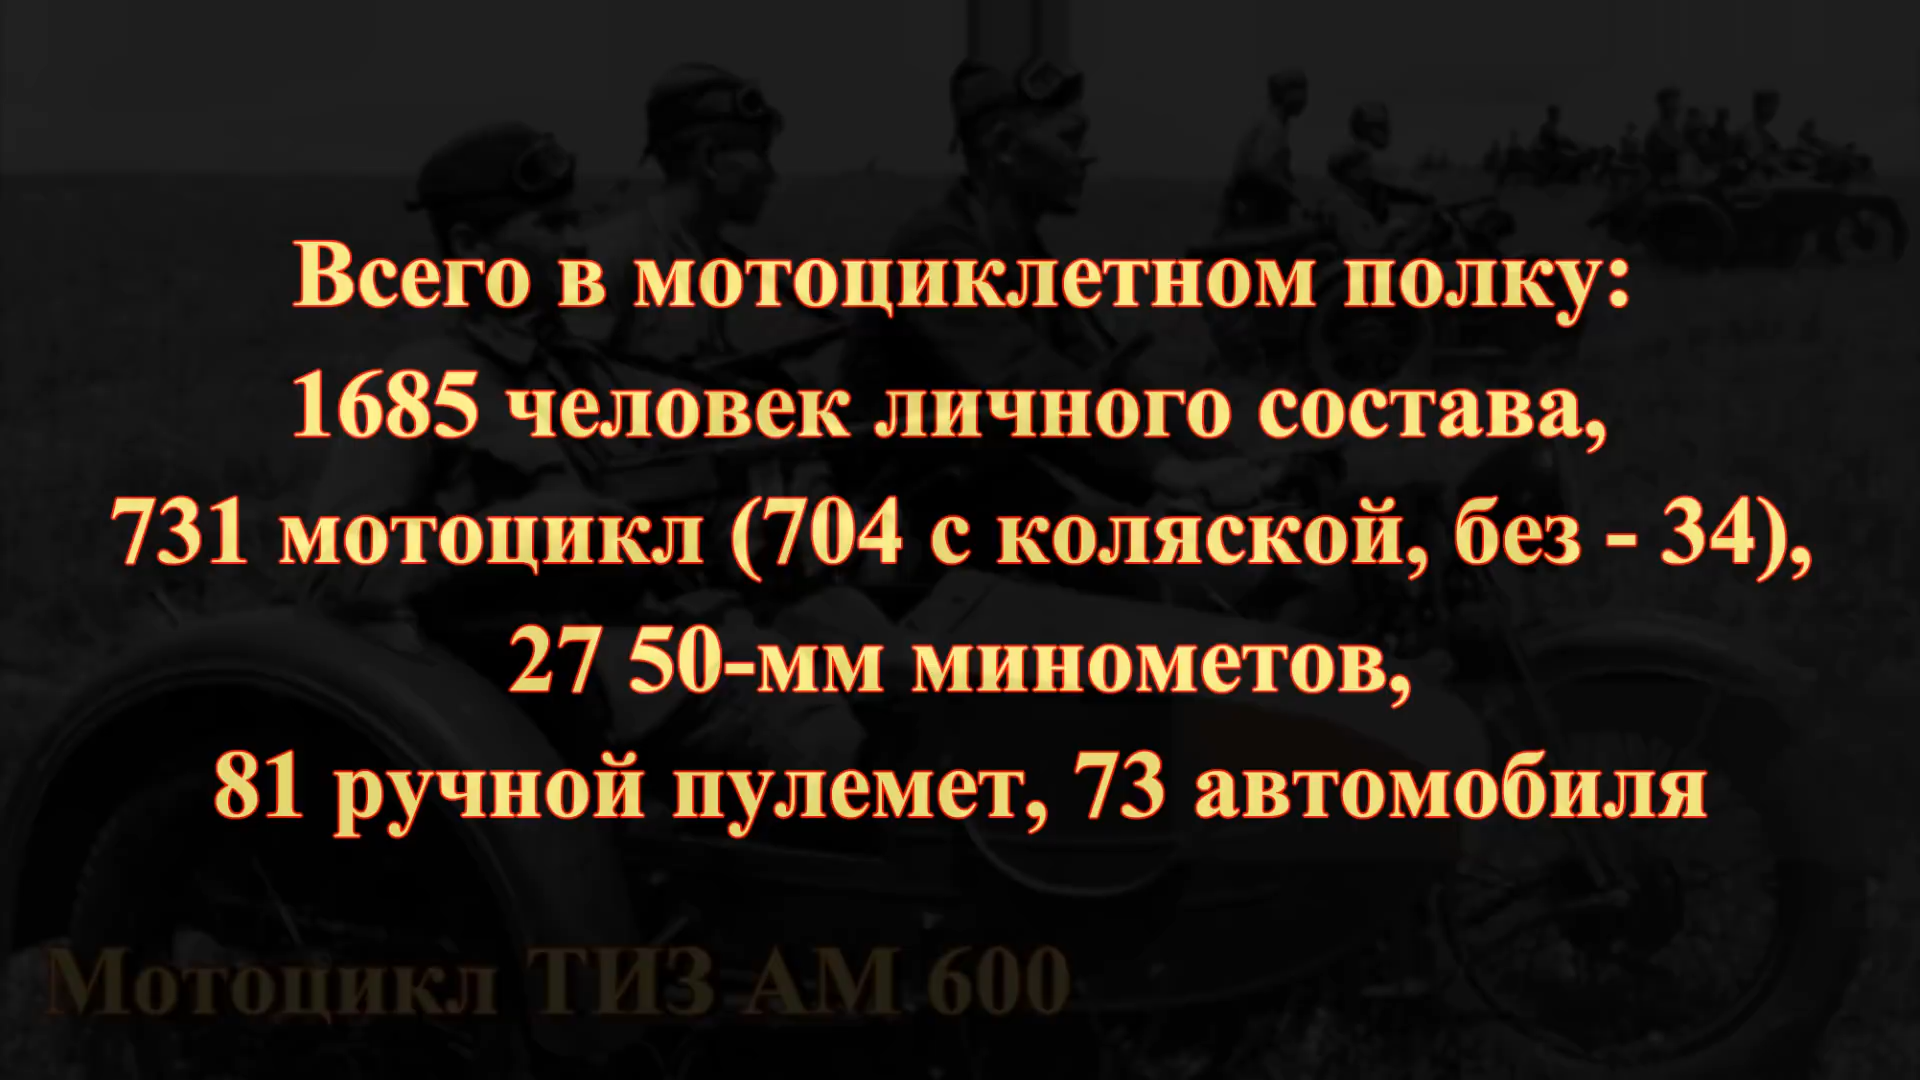 Всего в мотоциклетном полку:
1685 человек личного состава,
731 мотоцикл (704 с коляской, без - 34),
27 50-мм минометов,
81 ручной пулемет, 73 автомобиля
Мотоцикл ТИЗ АМ 600